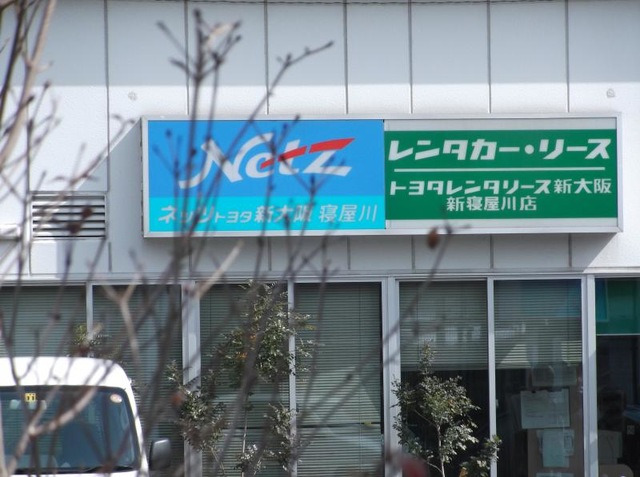 Netz
ネッツトヨタ新大阪 寝屋川
レンタカー・リース
トヨタレンタリース新大阪
新寝屋川店